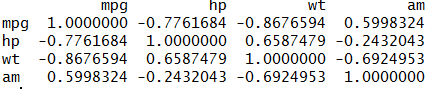 mpg hp wt am
mpg 1.0000000 -0.7761684 -0.8676594 0.5998324
hp -0.7761684 1.0000000 0.6587479 -0.2432043
wt -0.8676594 0.6587479 1.0000000 -0.6924953
am 0.5998324 -0.2432043 -0.6924953 1.0000000